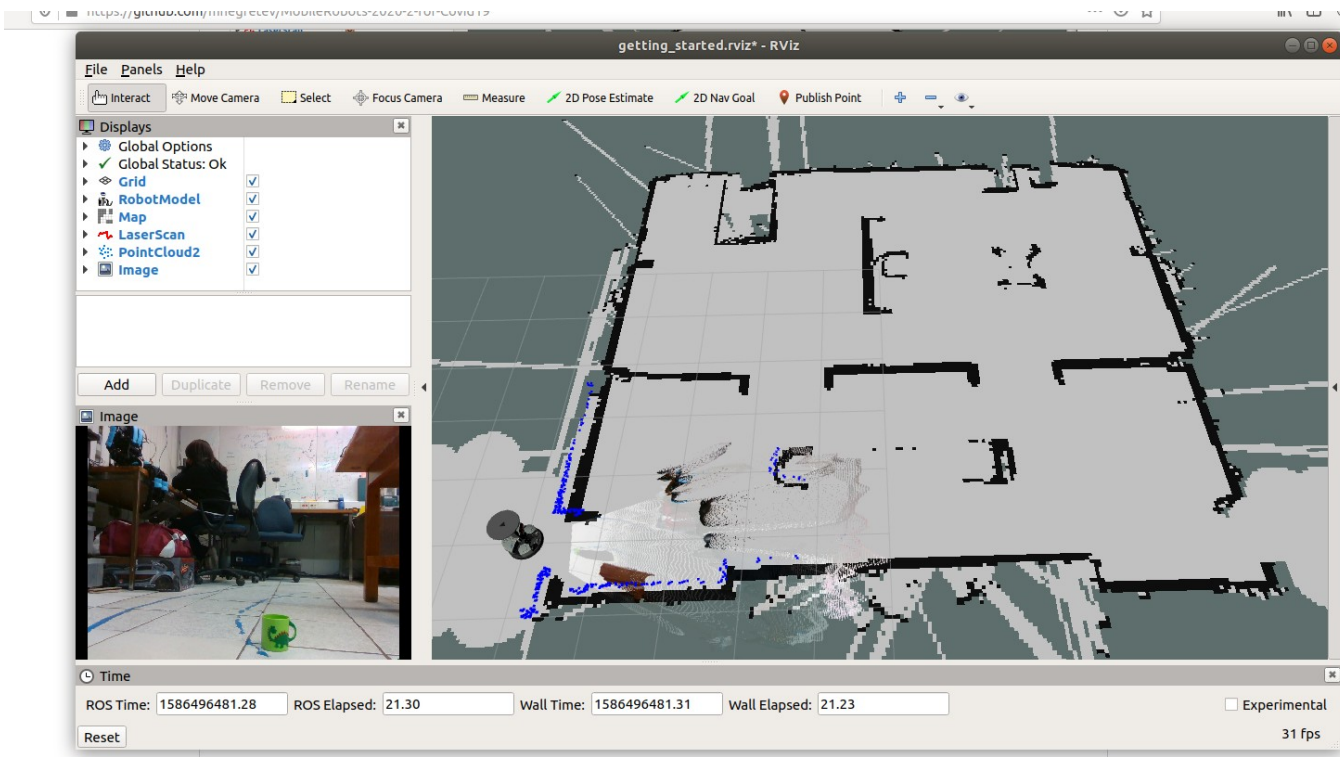 https://github.com/mnegretev/MobileRobots-2020-2-for-Covid19
getting_started.rviz* - RViz
File Panels Help
Interact Move Camera Select Focus Camera Measure 2D Pose Estimate 2D Nav Goal Publish Point
Displays
Global Options
Global Status: Ok
Grid
RobotModel
Map
LaserScan
PointCloud2
Image
Add Duplicate Remove Rename
Image
Time
ROS Time: 1586496481.28 ROS Elapsed: 21.30 Wall Time: 1586496481.31 Wall Elapsed: 21.23 Experimental
Reset 31 fps